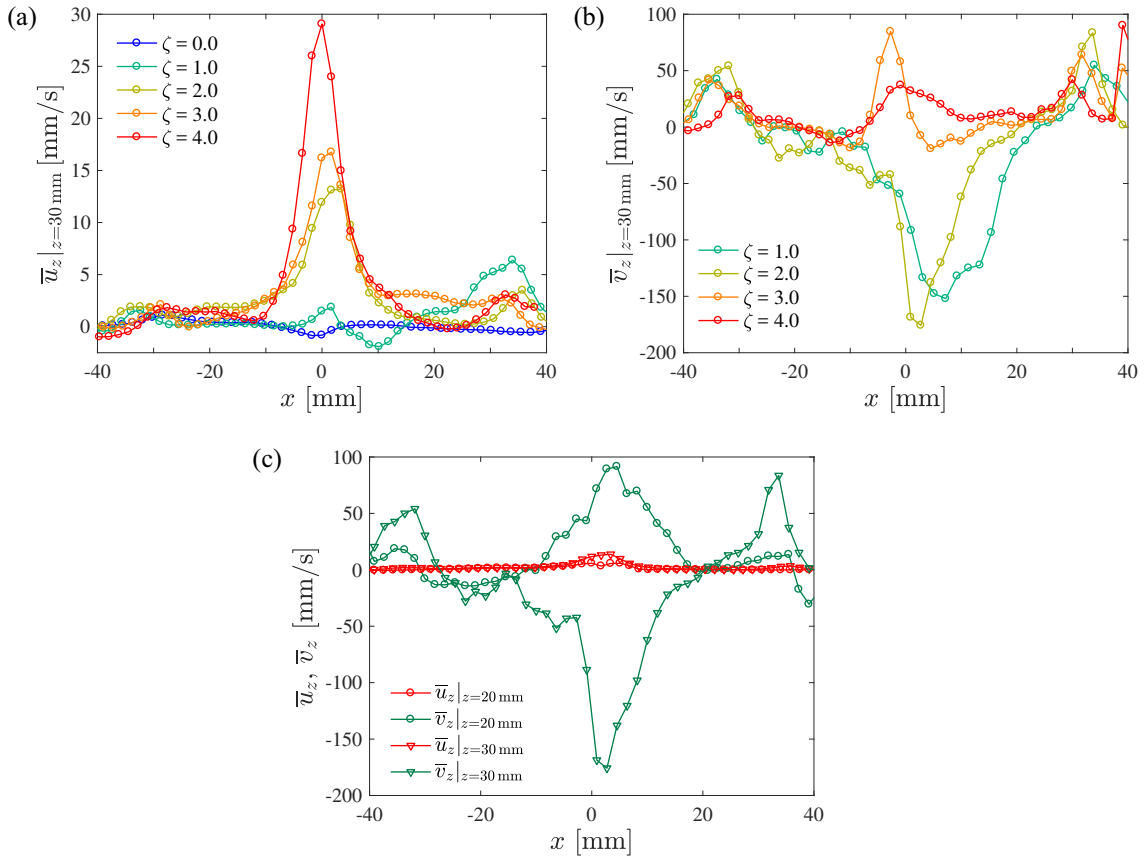 (a)
30
25
20
15
10
5
0
-40
-20
0
20
40
u̅_z|_{z=30 mm} [mm/s]
x [mm]
ζ = 0.0
ζ = 1.0
ζ = 2.0
ζ = 3.0
ζ = 4.0
(b)
100
50
0
-50
-100
-150
-200
-40
-20
0
20
40
v̅_z|_{z=30 mm} [mm/s]
x [mm]
ζ = 1.0
ζ = 2.0
ζ = 3.0
ζ = 4.0
(c)
100
50
0
-50
-100
-150
-200
-40
-20
0
20
40
u̅_z, v̅_z [mm/s]
x [mm]
u̅_z|_{z=20 mm}
v̅_z|_{z=20 mm}
u̅_z|_{z=30 mm}
v̅_z|_{z=30 mm}